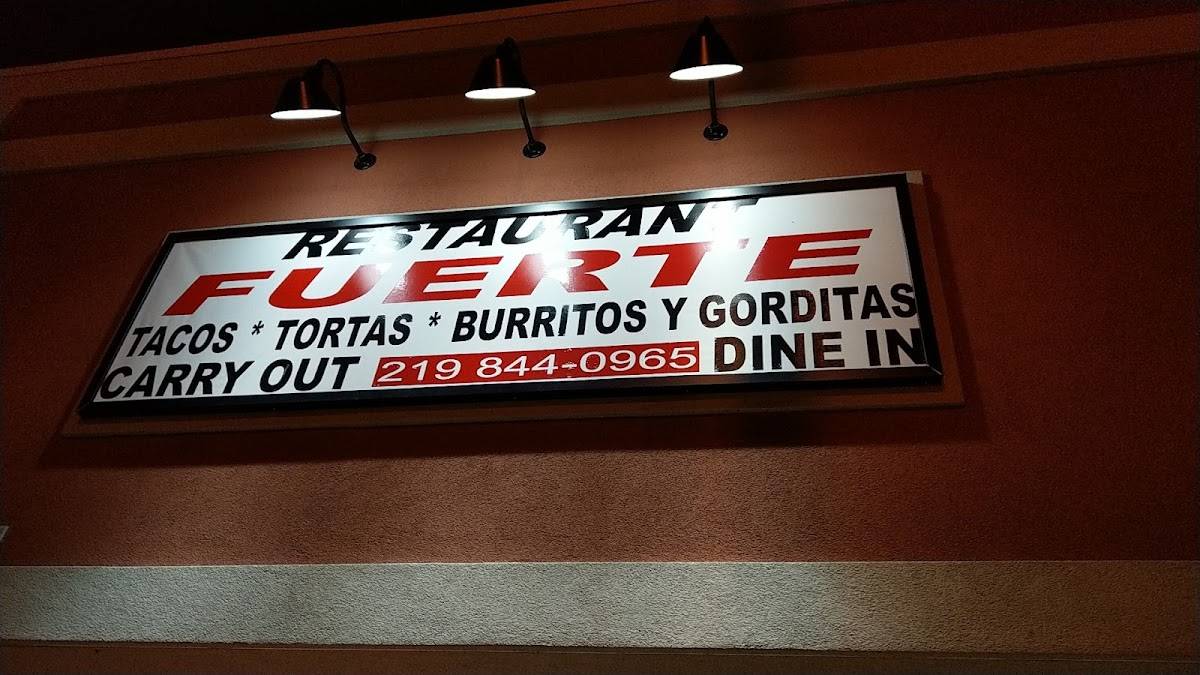 RESTAURANT
FUERTE
TACOS * TORTAS * BURRITOS Y GORDITAS
CARRY OUT 219 844-0965 DINE IN